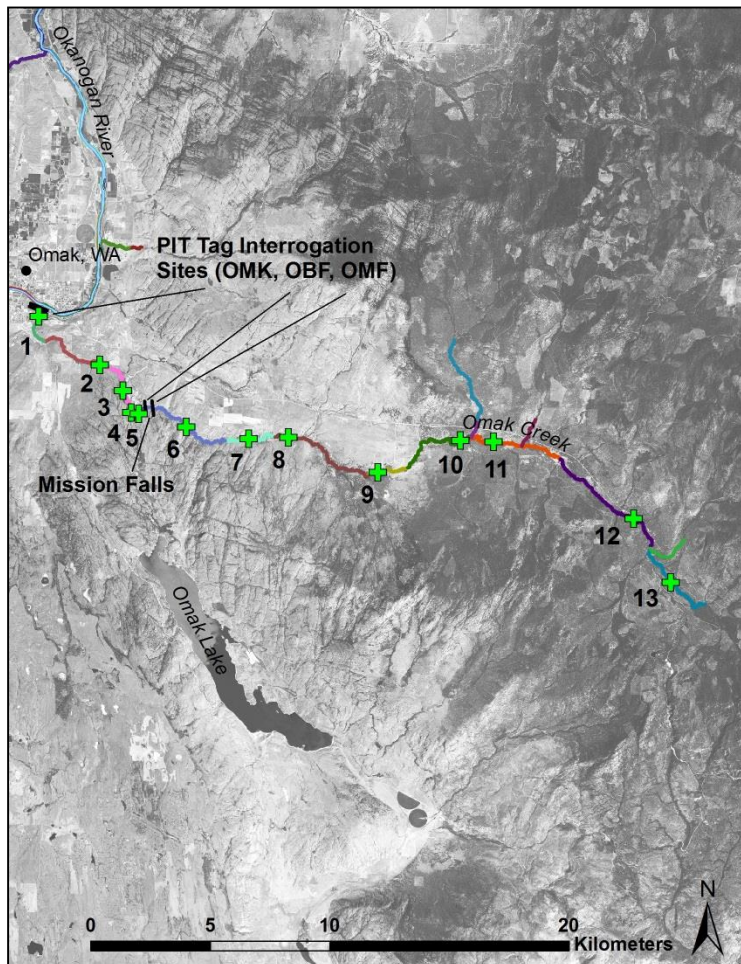 Okanogan River
Omak, WA
PIT Tag Interrogation
Sites (OMK, OBF, OMF)
1
2
3
4
5
6
7
8
9
10
Omak Creek
11
Mission Falls
12
13
Omak Lake
N
0
10
20
Kilometers